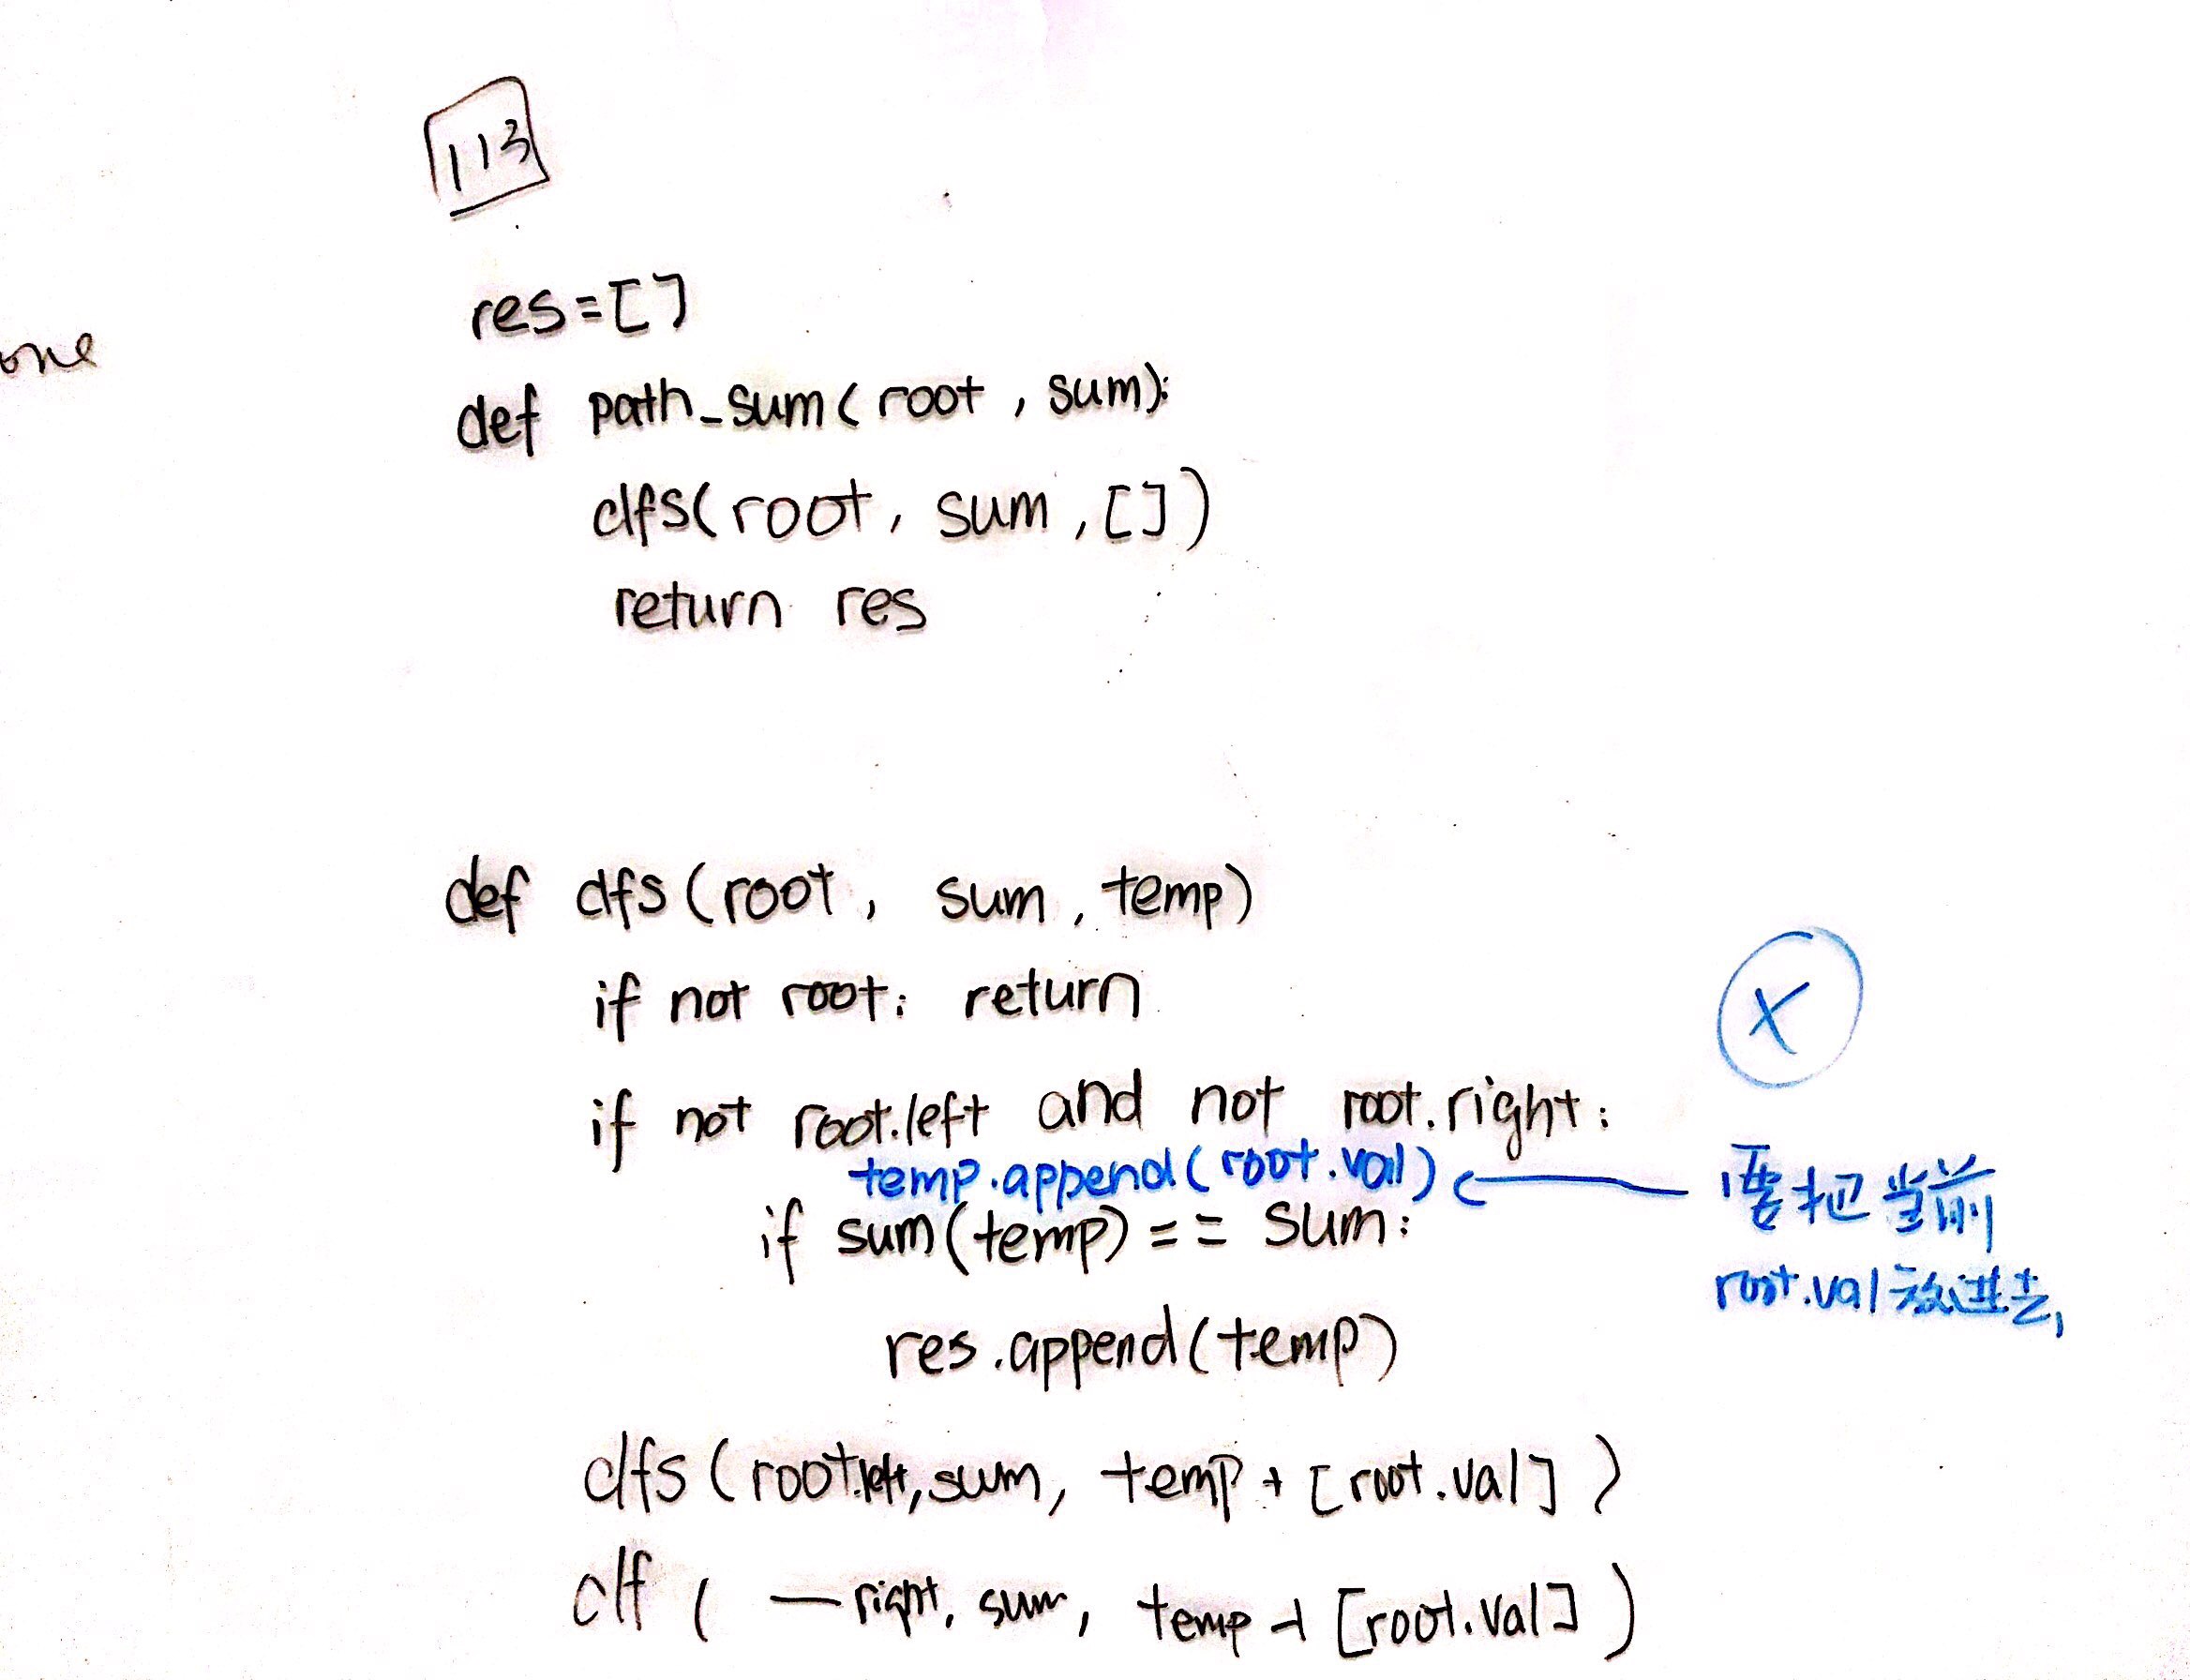 113
res=[]
one
def path_sum( root , sum):
dfs(root, sum ,[])
return res
def dfs (root , sum , temp)
if not root: return
X
if not root.left and not root.right:
temp.append(root.val)
要把当前
if sum(temp) == sum:
root.val放进去,
res.append(temp)
dfs (root.left, sum, temp + [root.val] )
df ( —right, sum, temp + [root.val] )